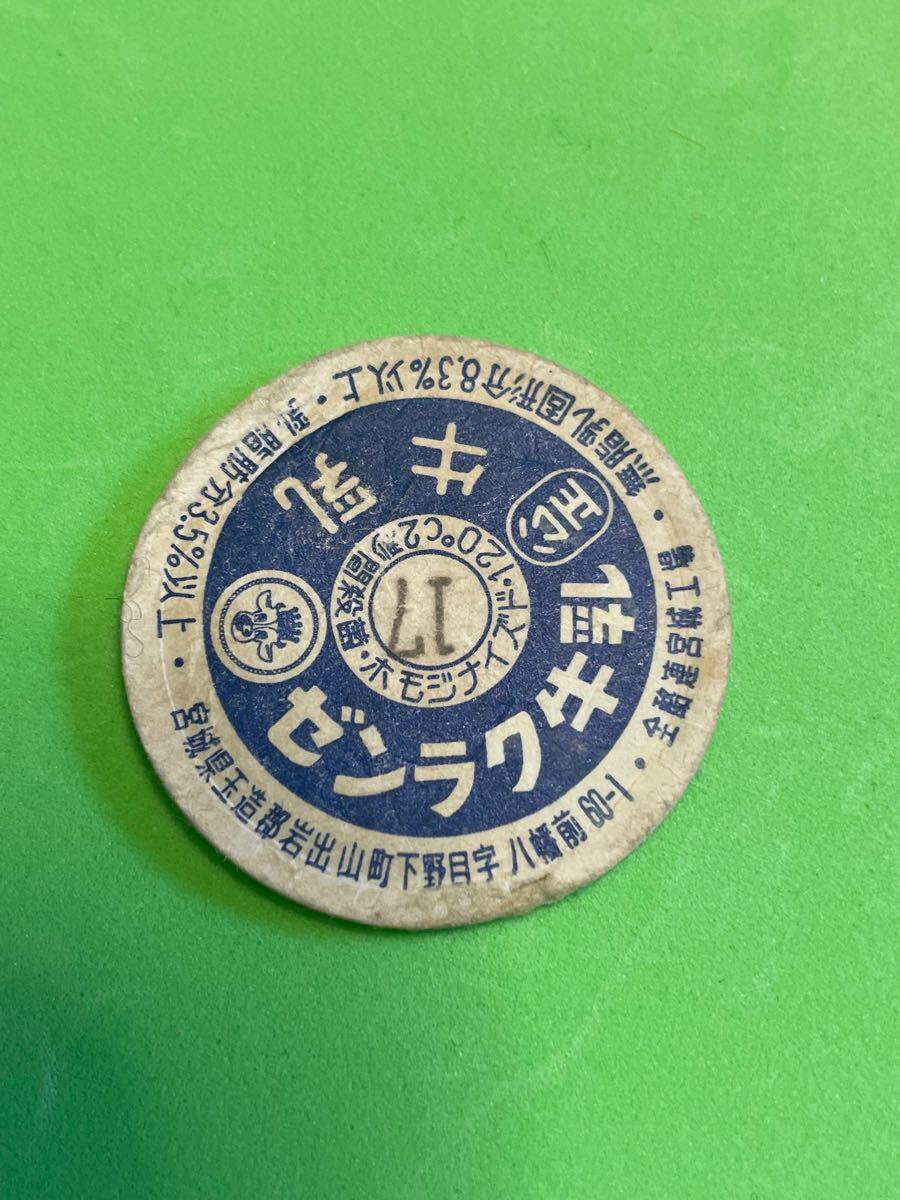 牛乳
ゼンラク牛乳
17
120℃2秒間殺菌・ホモジナイズド・
無脂乳固形分8.3%以上・乳脂肪分3.5%以上・
宮城県玉造郡岩出山町下野目字八幡前69-1・
全酪連宮城工場・